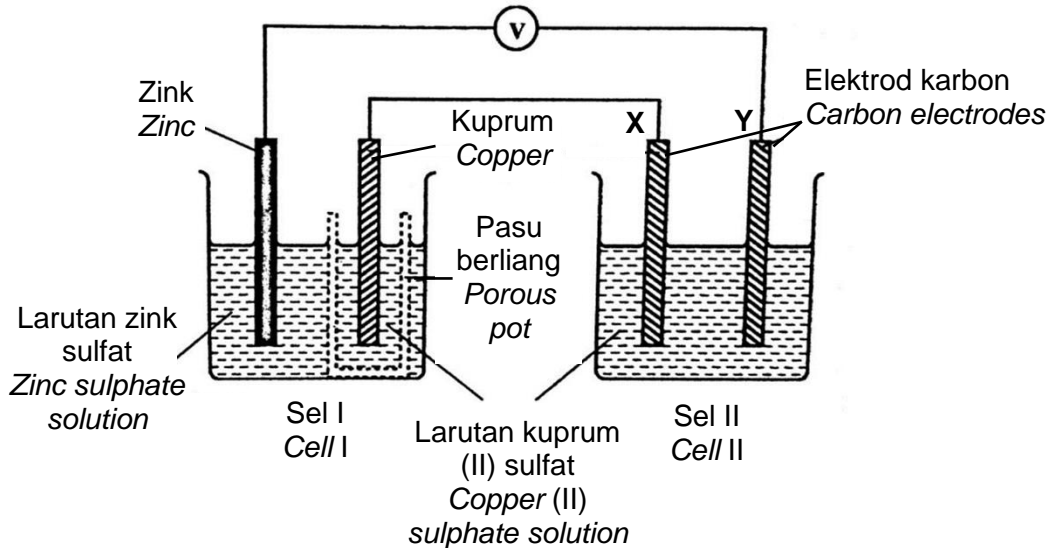 V
Zink
Zinc
Kuprum
Copper
X
Y
Elektrod karbon
Carbon electrodes
Pasu
berliang
Porous
pot
Larutan zink
sulfat
Zinc sulphate
solution
Sel I
Cell I
Larutan kuprum
(II) sulfat
Copper (II)
sulphate solution
Sel II
Cell II